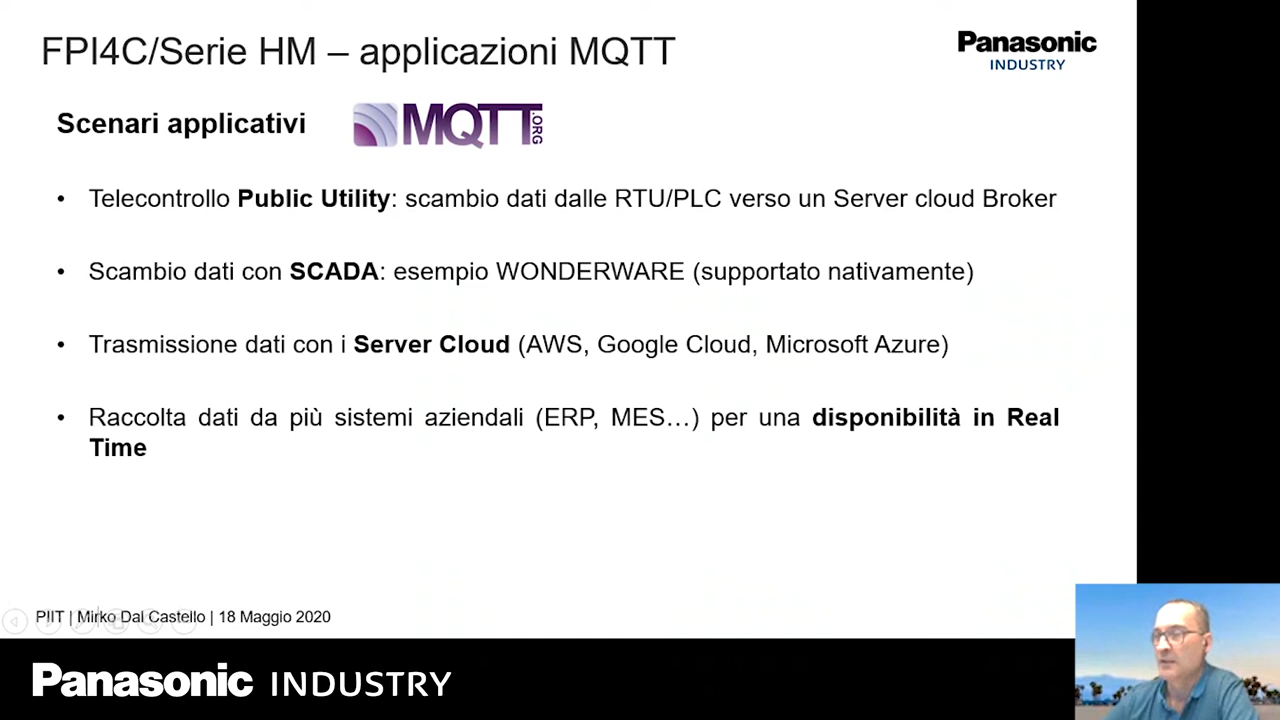 FPI4C/Serie HM – applicazioni MQTT
Panasonic
INDUSTRY
Scenari applicativi
MQTT.ORG
• Telecontrollo Public Utility: scambio dati dalle RTU/PLC verso un Server cloud Broker
• Scambio dati con SCADA: esempio WONDERWARE (supportato nativamente)
• Trasmissione dati con i Server Cloud (AWS, Google Cloud, Microsoft Azure)
• Raccolta dati da più sistemi aziendali (ERP, MES…) per una disponibilità in Real
Time
PIIT | Mirko Dal Castello | 18 Maggio 2020
Panasonic INDUSTRY